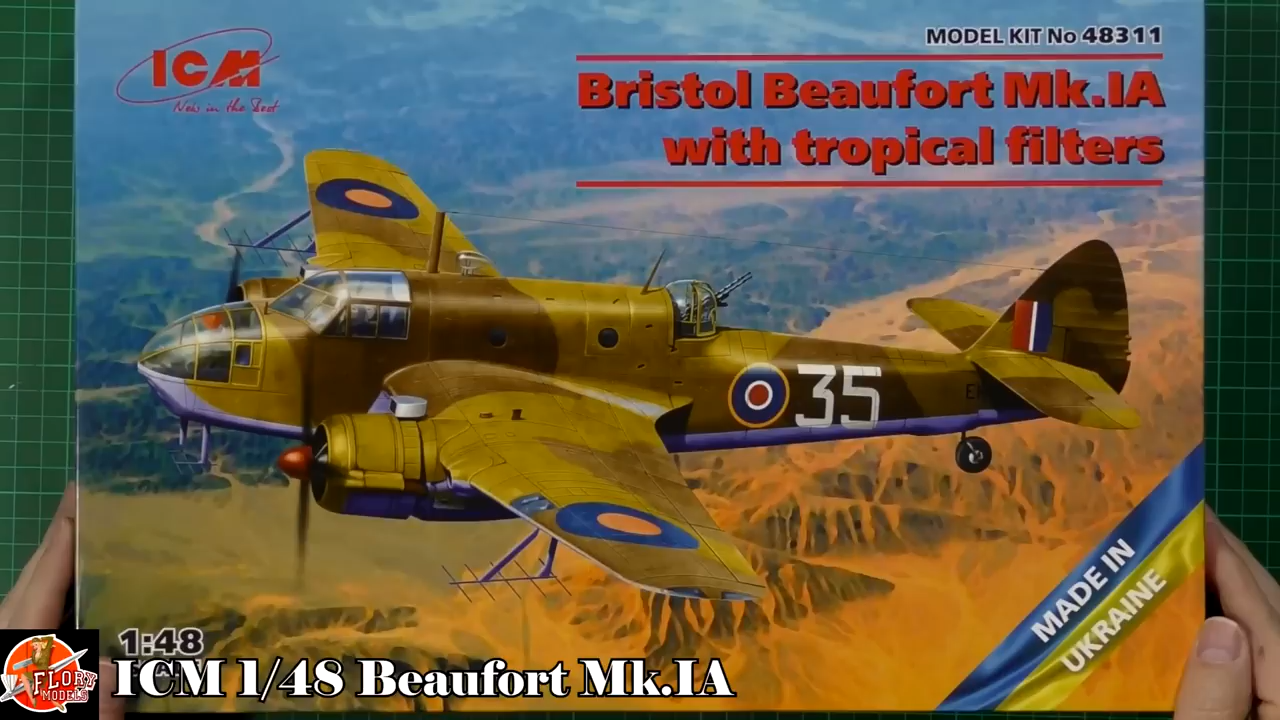 ICM
New in the Best
MODEL KIT No 48311
Bristol Beaufort Mk.IA
with tropical filters
35
MADE IN
UKRAINE
1:48
FLORY
MODELS
ICM 1/48 Beaufort Mk.IA